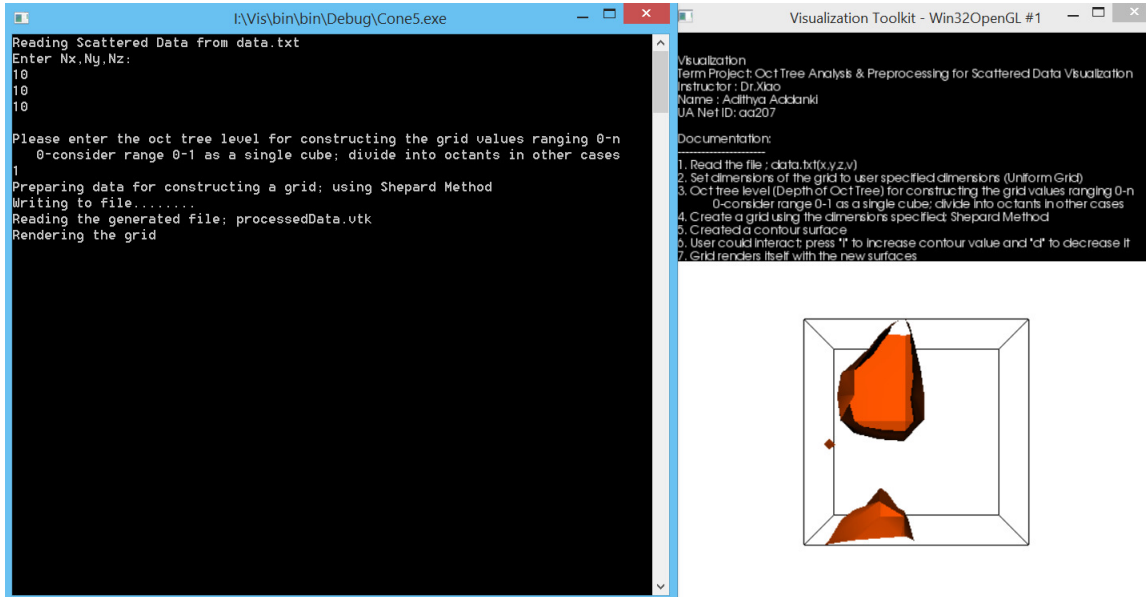 I:\Vis\bin\bin\Debug\Cone5.exe
Reading Scattered Data from data.txt
Enter Nx,Ny,Nz:
10
10
10
Please enter the oct tree level for constructing the grid values ranging 0-n
0-consider range 0-1 as a single cube; divide into octants in other cases
1
Preparing data for constructing a grid; using Shepard Method
Writing to file........
Reading the generated file; processedData.vtk
Rendering the grid
Visualization Toolkit - Win32OpenGL #1
Visualization
Term Project: Oct Tree Analysis & Preprocessing for Scattered Data Visualization
Instructor : Dr.Xiao
Name : Adithya Addanki
UA Net ID: aa207
Documentation:
--------------------
1. Read the file ; data.txt(x,y,z,v)
2. Set dimensions of the grid to user specified dimensions (Uniform Grid)
3. Oct tree level (Depth of Oct Tree) for constructing the grid values ranging 0-n
0-consider range 0-1 as a single cube; divide into octants in other cases
4. Create a grid using the dimensions specified; Shepard Method
5. Created a contour surface
6. User could interact; press "i" to increase contour value and "d" to decrease it
7. Grid renders itself with the new surfaces